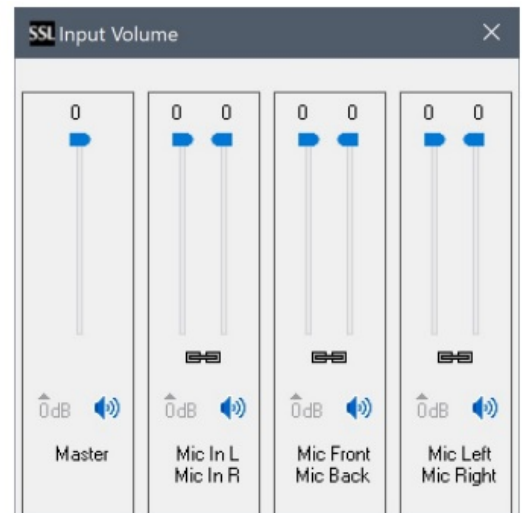 SSL Input Volume
0
0 0
0 0
0 0
0dB
0dB
0dB
0dB
Master
Mic In L
Mic In R
Mic Front
Mic Back
Mic Left
Mic Right